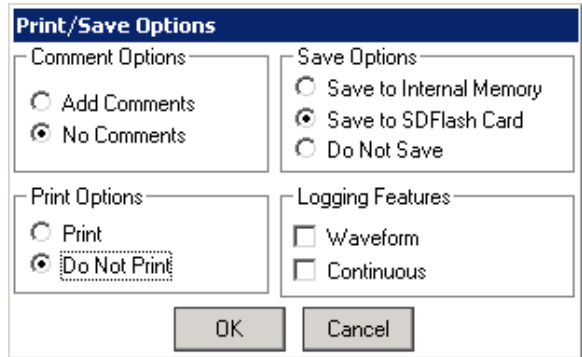 Print/Save Options
Comment Options
Add Comments
No Comments
Save Options
Save to Internal Memory
Save to SDFlash Card
Do Not Save
Print Options
Print
Do Not Print
Logging Features
Waveform
Continuous
OK
Cancel